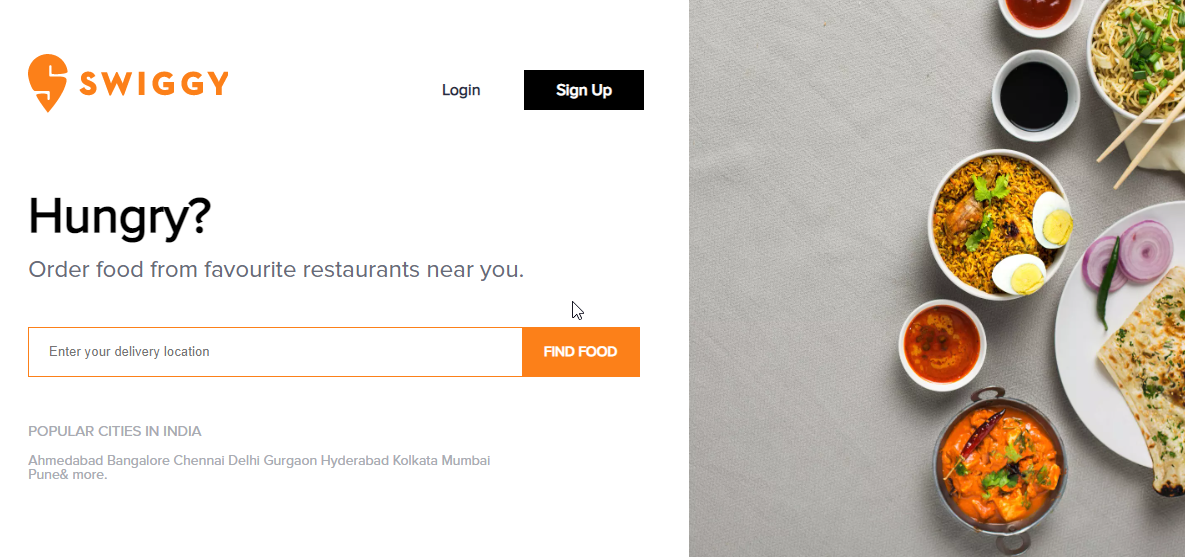 SWIGGY
Login
Sign Up
Hungry?
Order food from favourite restaurants near you.
Enter your delivery location
FIND FOOD
POPULAR CITIES IN INDIA
Ahmedabad Bangalore Chennai Delhi Gurgaon Hyderabad Kolkata Mumbai
Pune& more.